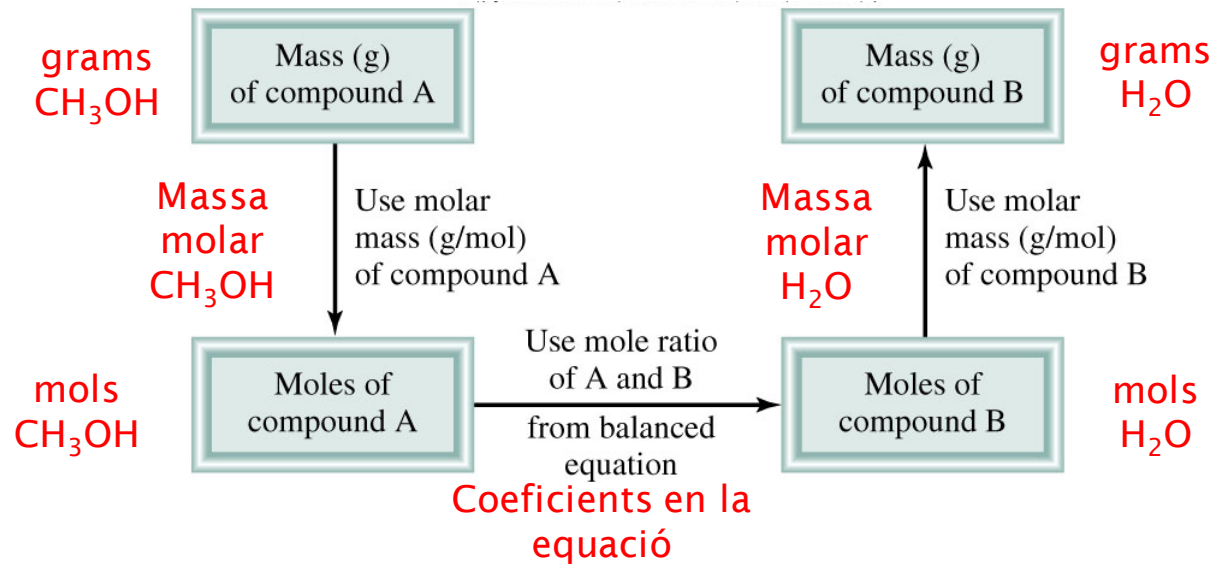 grams
CH₃OH
Mass (g)
of compound A
Mass (g)
of compound B
grams
H₂O
Massa
molar
CH₃OH
Use molar
mass (g/mol)
of compound A
Massa
molar
H₂O
Use molar
mass (g/mol)
of compound B
mols
CH₃OH
Moles of
compound A
Use mole ratio
of A and B
from balanced
equation
Coeficients en la
equació
Moles of
compound B
mols
H₂O